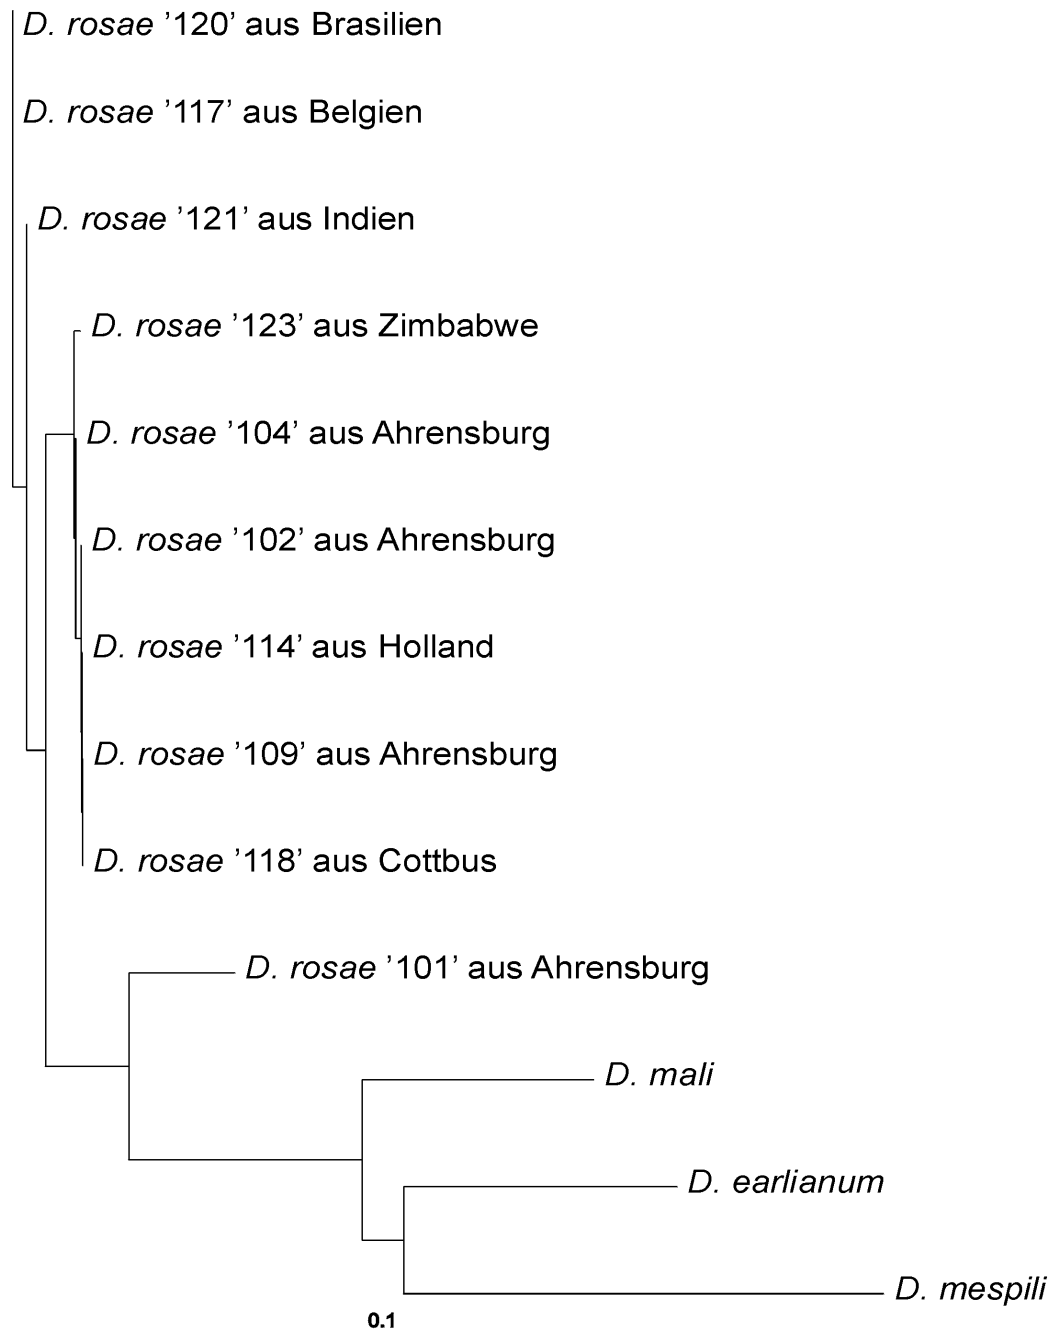 D. rosae ’120’ aus Brasilien
D. rosae ’117’ aus Belgien
D. rosae ’121’ aus Indien
D. rosae ’123’ aus Zimbabwe
D. rosae ’104’ aus Ahrensburg
D. rosae ’102’ aus Ahrensburg
D. rosae ’114’ aus Holland
D. rosae ’109’ aus Ahrensburg
D. rosae ’118’ aus Cottbus
D. rosae ’101’ aus Ahrensburg
D. mali
D. earlianum
D. mespili
0.1